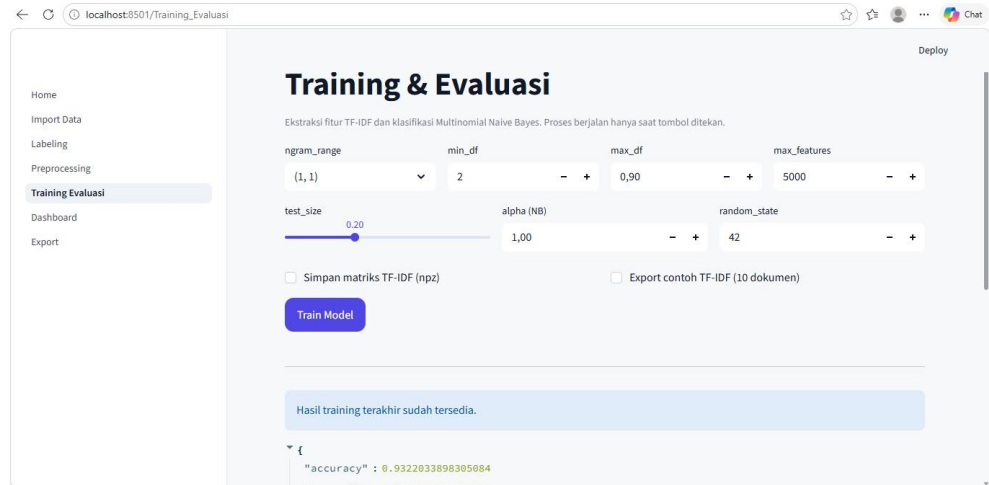 localhost:8501/Training_Evaluasi
Chat
Deploy
Home
Import Data
Labeling
Preprocessing
Training Evaluasi
Dashboard
Export
Training & Evaluasi
Ekstraksi fitur TF-IDF dan klasifikasi Multinomial Naive Bayes. Proses berjalan hanya saat tombol ditekan.
ngram_range min_df max_df max_features
(1, 1) 2 - + 0,90 - + 5000 - +
test_size alpha (NB) random_state
0.20
1,00 - + 42 - +
Simpan matriks TF-IDF (npz) Export contoh TF-IDF (10 dokumen)
Train Model
Hasil training terakhir sudah tersedia.
{
"accuracy" : 0.9322033898305084